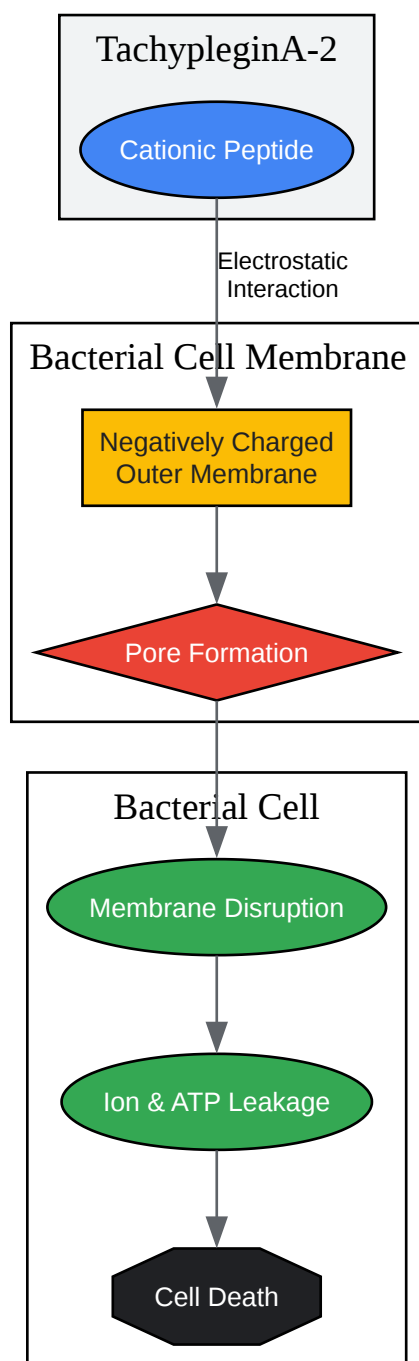 TachypleginA-2
Cationic Peptide
Electrostatic
Interaction
Bacterial Cell Membrane
Negatively Charged
Outer Membrane
Pore Formation
Bacterial Cell
Membrane Disruption
Ion & ATP Leakage
Cell Death